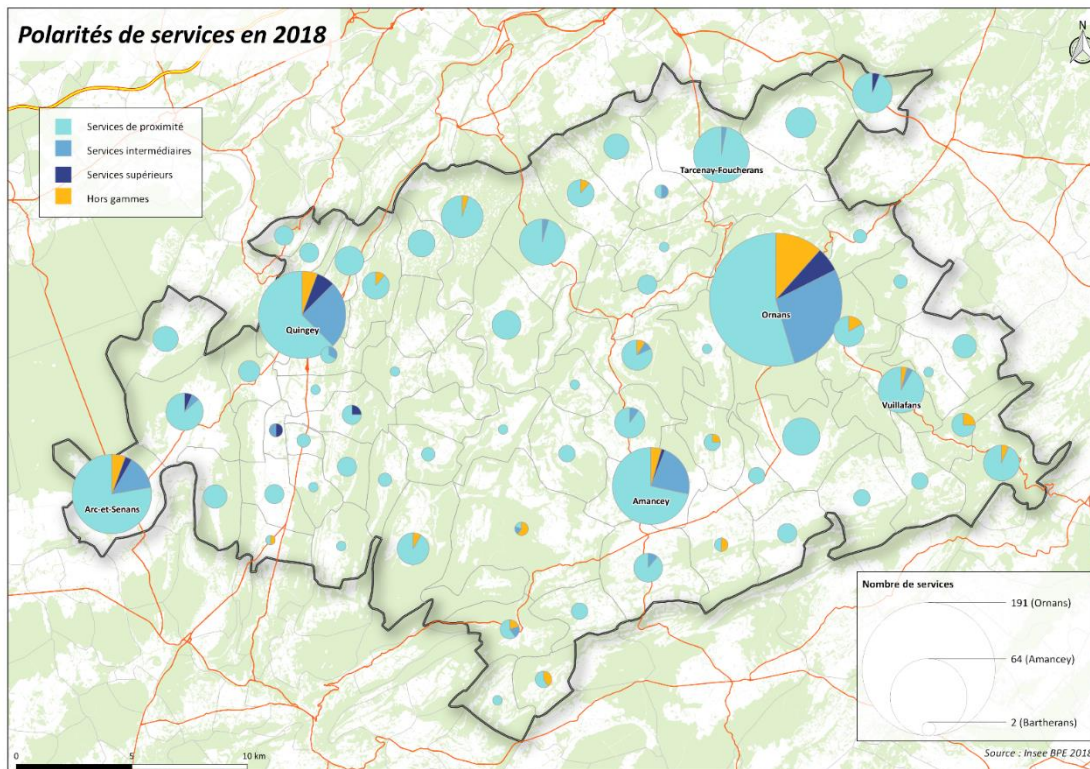 Polarités de services en 2018
N
Services de proximité
Services intermédiaires
Services supérieurs
Hors gammes
Tarcenay-Foucherans
Quingey
Ornans
Vuillafans
Amancey
Arc-et-Senans
Nombre de services
191 (Ornans)
64 (Amancey)
2 (Bartherans)
0 5 10 km
Source : Insee BPE 2018